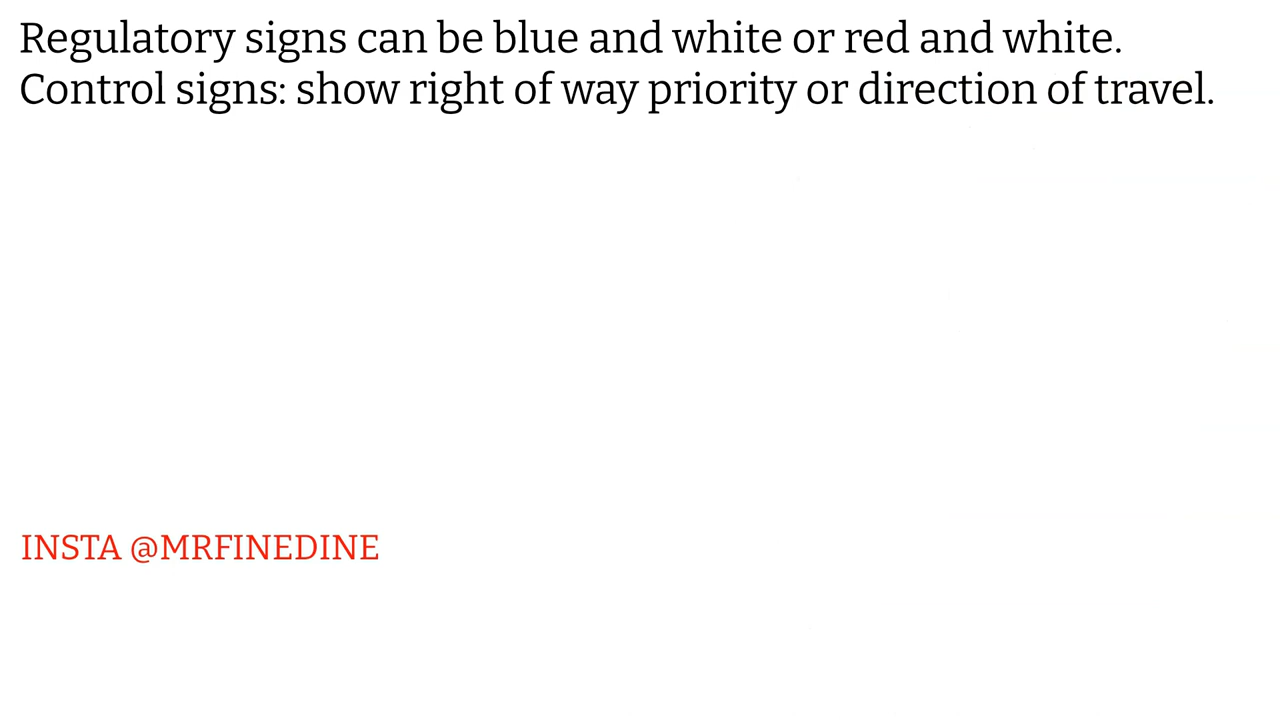 Regulatory signs can be blue and white or red and white.
Control signs: show right of way priority or direction of travel.
INSTA @MRFINEDINE